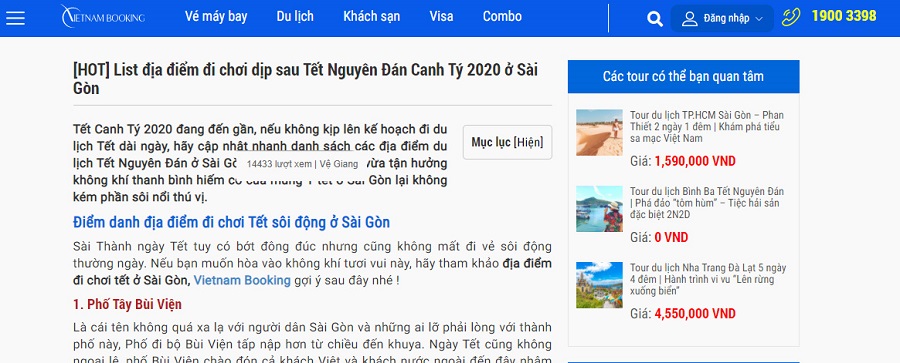 VIETNAM BOOKING
Vé máy bay
Du lịch
Khách sạn
Visa
Combo
Đăng nhập
1900 3398
[HOT] List địa điểm đi chơi dịp sau Tết Nguyên Đán Canh Tý 2020 ở Sài
Gòn
Tết Canh Tý 2020 đang đến gần, nếu không kịp lên kế hoạch đi du
lịch Tết dài ngày, hãy cập nhật nhanh danh sách các địa điểm du
lịch Tết Nguyên Đán ở Sài Gò
14433 lượt xem | Vệ Giang
vừa tận hưởng
không khí thanh bình hiếm có của mùng 1 tết ở Sài Gòn lại không
kém phần sôi nổi thú vị.
Mục lục [Hiện]
Điểm danh địa điểm đi chơi Tết sôi động ở Sài Gòn
Sài Thành ngày Tết tuy có bớt đông đúc nhưng cũng không mất đi vẻ sôi động
thường ngày. Nếu bạn muốn hòa vào không khí tươi vui này, hãy tham khảo địa điểm
đi chơi tết ở Sài Gòn, Vietnam Booking gợi ý sau đây nhé !
1. Phố Tây Bùi Viện
Là cái tên không quá xa lạ với người dân Sài Gòn và những ai lỡ phải lòng với thành
phố này, Phố đi bộ Bùi Viện tấp nập hơn từ chiều đến khuya. Ngày Tết cũng không
ngoại lệ, phố Bùi Viện chào đón cả khách Việt và khách nước ngoài đến đây nhâm
Các tour có thể bạn quan tâm
Tour du lịch TP.HCM Sài Gòn – Phan
Thiết 2 ngày 1 đêm | Khám phá tiểu sa
mạc Việt Nam
Giá: 1,590,000 VND
Tour du lịch Bình Ba Tết Nguyên Đán
| Phá đảo “tôm hùm” – Tiệc hải sản
đặc biệt 2N2D
Giá: 0 VND
Tour du lịch Nha Trang Đà Lạt 5 ngày
4 đêm | Hành trình vi vu “Lên rừng
xuống biển”
Giá: 4,550,000 VND